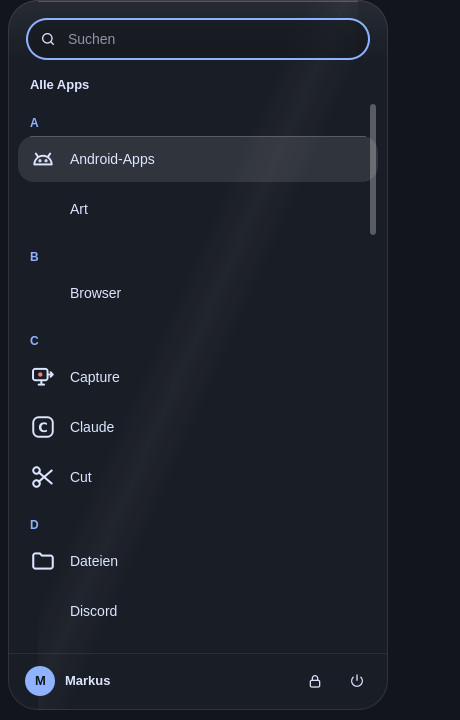 Suchen
Alle Apps
A
Android-Apps
Art
B
Browser
C
Capture
C
Claude
Cut
D
Dateien
Discord
M
Markus